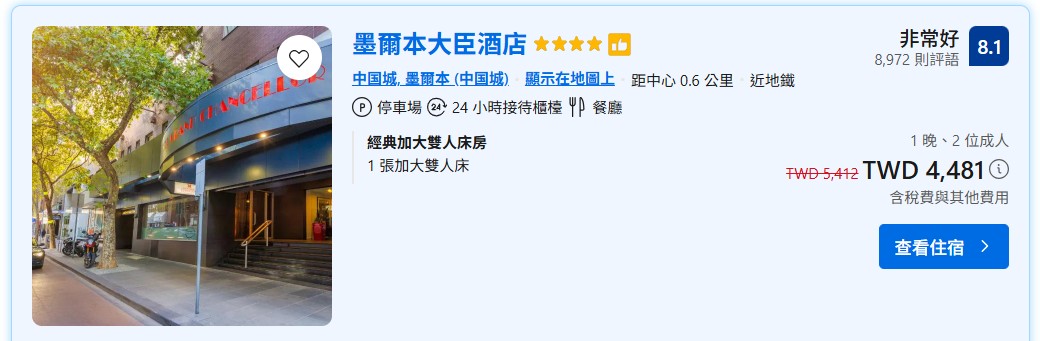 墨爾本大臣酒店
非常好 8.1
8,972 則評語
中国城, 墨爾本 (中国城) 顯示在地圖上 距中心 0.6 公里 近地鐵
P 停車場 24 24 小時接待櫃檯 餐廳
經典加大雙人床房
1 張加大雙人床
1 晚、2 位成人
TWD 5,412 TWD 4,481
含稅費與其他費用
查看住宿
CHANCELLOR